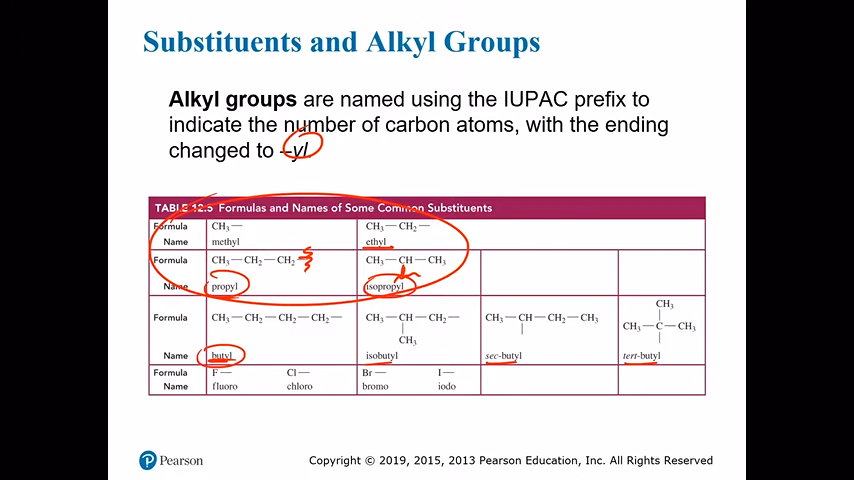 Substituents and Alkyl Groups
Alkyl groups are named using the IUPAC prefix to
indicate the number of carbon atoms, with the ending
changed to –yl.
TABLE 12.5 Formulas and Names of Some Common Substituents
Formula CH₃— CH₃—CH₂—
Name methyl ethyl
Formula CH₃—CH₂—CH₂ CH₃—CH—CH₃
Name propyl isopropyl
CH₃
|
Formula CH₃—CH₂—CH₂—CH₂— CH₃—CH—CH₂— CH₃—CH—CH₂—CH₃ CH₃—C—CH₃
| | |
CH₃
Name butyl isobutyl sec-butyl tert-butyl
Formula F— Cl— Br— I—
Name fluoro chloro bromo iodo
Pearson
Copyright © 2019, 2015, 2013 Pearson Education, Inc. All Rights Reserved